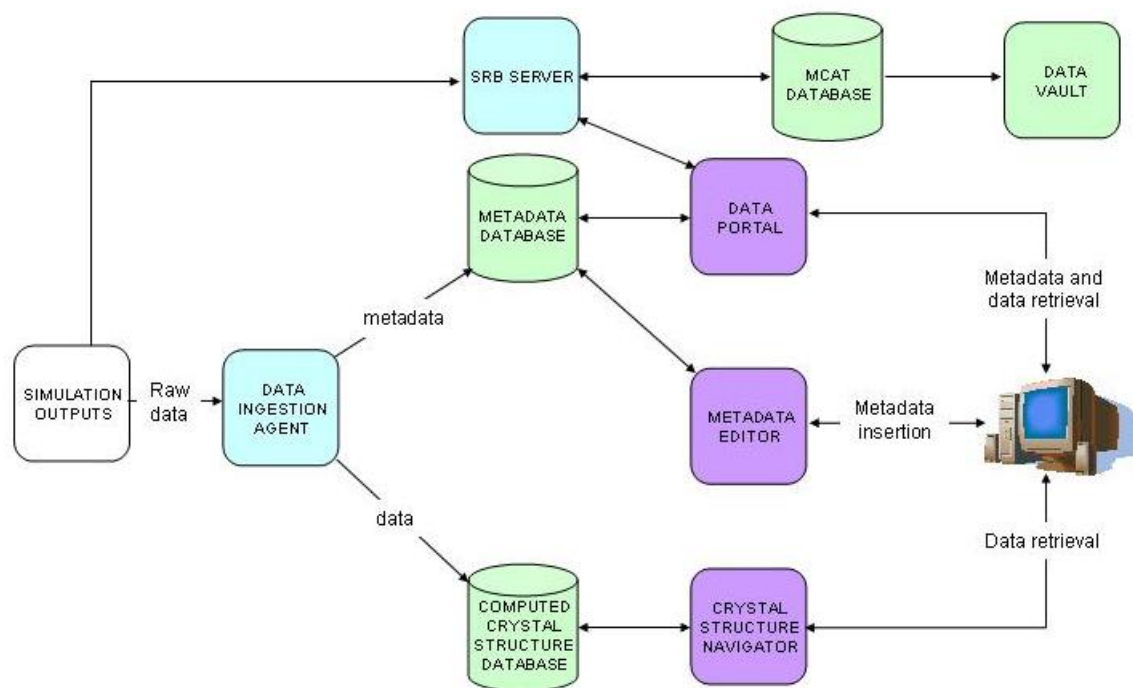 SRB SERVER
MCAT
DATABASE
DATA
VAULT
METADATA
DATABASE
DATA
PORTAL
Metadata and
data retrieval
metadata
SIMULATION
OUTPUTS
Raw
data
DATA
INGESTION
AGENT
METADATA
EDITOR
Metadata
insertion
data
Data retrieval
COMPUTED
CRYSTAL
STRUCTURE
DATABASE
CRYSTAL
STRUCTURE
NAVIGATOR